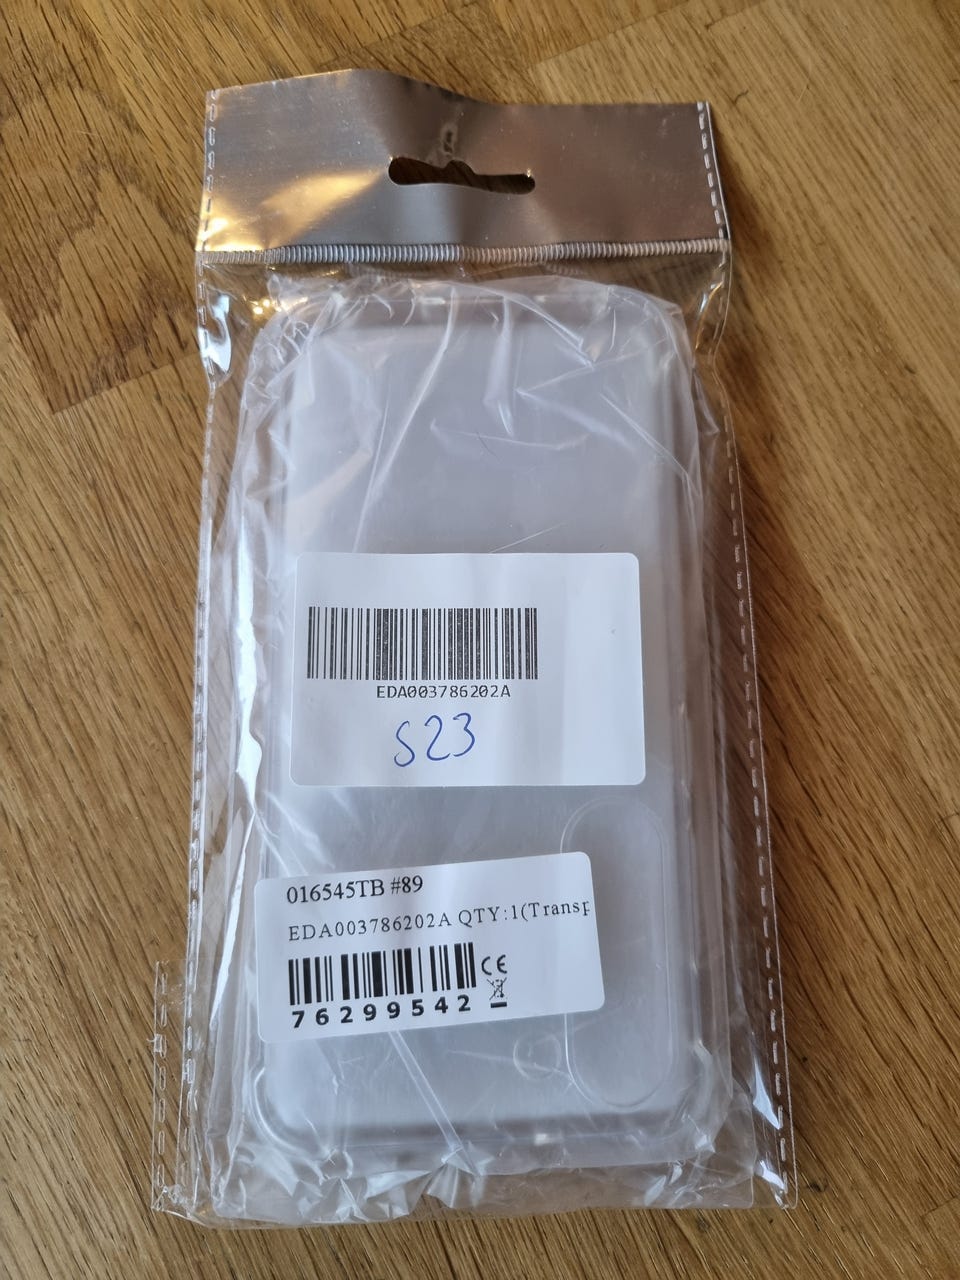 EDA003786202A
S23
016545TB #89
EDA003786202A QTY:1(Transp
CE
76299542